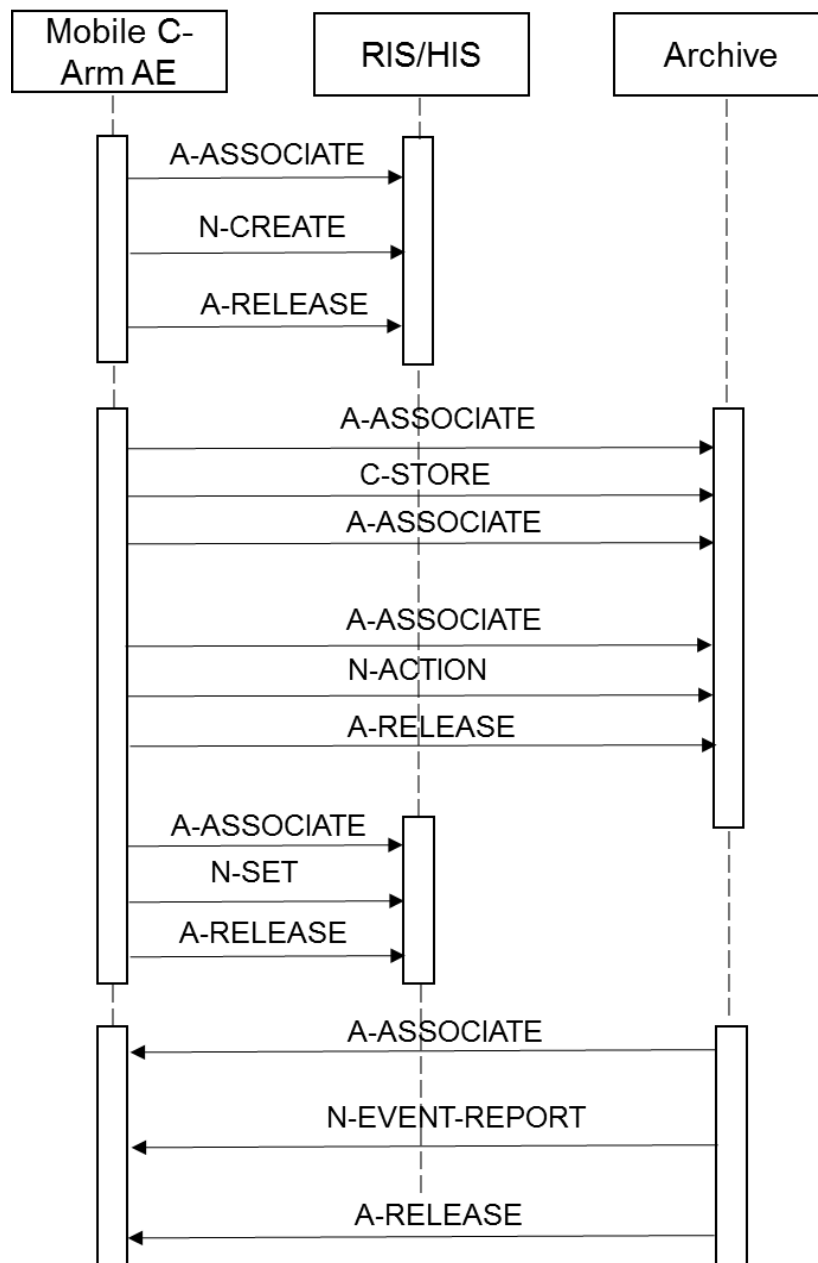 Mobile C-
Arm AE
RIS/HIS
Archive
A-ASSOCIATE
N-CREATE
A-RELEASE
A-ASSOCIATE
C-STORE
A-ASSOCIATE
A-ASSOCIATE
N-ACTION
A-RELEASE
A-ASSOCIATE
N-SET
A-RELEASE
A-ASSOCIATE
N-EVENT-REPORT
A-RELEASE